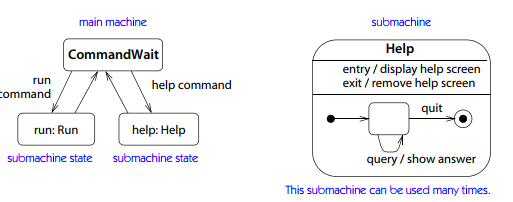 main machine
CommandWait
run
command
help command
run: Run
help: Help
submachine state
submachine state
submachine
Help
entry / display help screen
exit / remove help screen
quit
query / show answer
This submachine can be used many times.